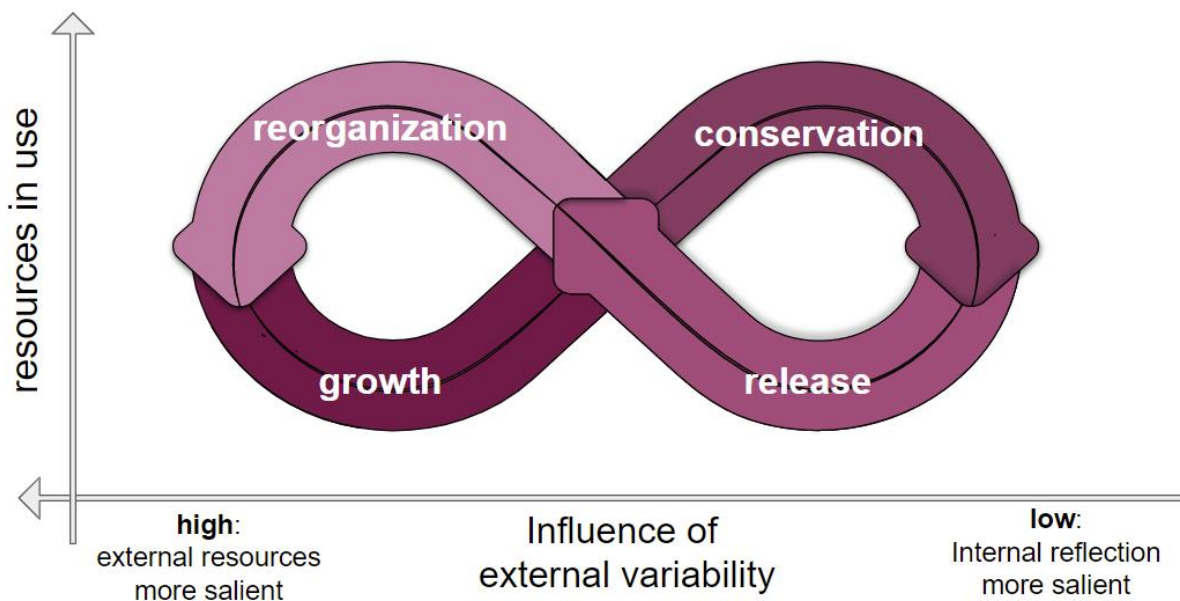 resources in use
reorganization
conservation
growth
release
high:
external resources
more salient
Influence of
external variability
low:
Internal reflection
more salient